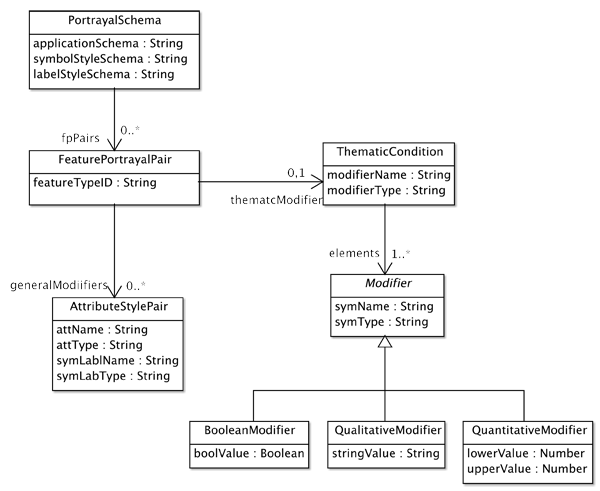 PortrayalSchema
applicationSchema : String
symbolStyleSchema : String
labelStyleSchema : String
fpPairs
0..*
FeaturePortrayalPair
featureTypeID : String
0,1
thematcModifier
ThematicCondition
modifierName : String
modifierType : String
elements
1..*
generalModiifiers
0..*
AttributeStylePair
attName : String
attType : String
symLablName : String
symLabType : String
Modifier
symName : String
symType : String
BooleanModifier
boolValue : Boolean
QualitativeModifier
stringValue : String
QuantitativeModifier
lowerValue : Number
upperValue : Number